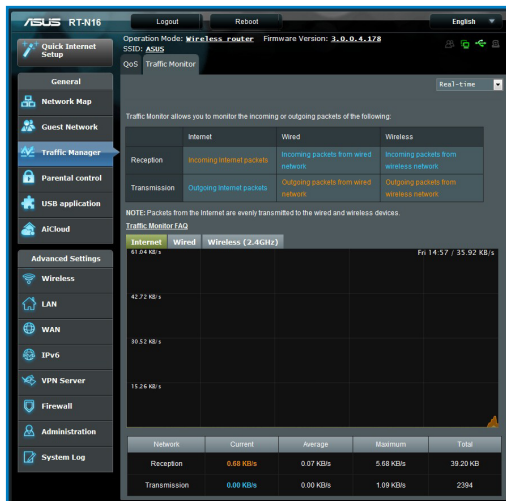 ASUS RT-N16
Logout
Reboot
English
Quick Internet
Setup
Operation Mode: Wireless router Firmware Version: 3.0.0.4.178
SSID: ASUS
QoS
Traffic Monitor
General
Network Map
Guest Network
Traffic Manager
Parental control
USB application
AiCloud
Advanced Settings
Wireless
LAN
WAN
IPv6
VPN Server
Firewall
Administration
System Log
Real-time
Traffic Monitor allows you to monitor the incoming or outgoing packets of the following:
Internet Wired Wireless
Reception Incoming Internet packets Incoming packets from wired network Incoming packets from wireless network
Transmission Outgoing Internet packets Outgoing packets from wired network Outgoing packets from wireless network
NOTE: Packets from the Internet are evenly transmitted to the wired and wireless devices.
Traffic Monitor FAQ
Internet Wired Wireless (2.4GHz)
61.04 KB/s
Fri 14:57 / 35.92 KB/s
42.72 KB/s
30.52 KB/s
15.26 KB/s
Network Current Average Maximum Total
Reception 0.68 KB/s 0.07 KB/s 5.68 KB/s 39.20 KB
Transmission 0.00 KB/s 0.00 KB/s 1.09 KB/s 2394